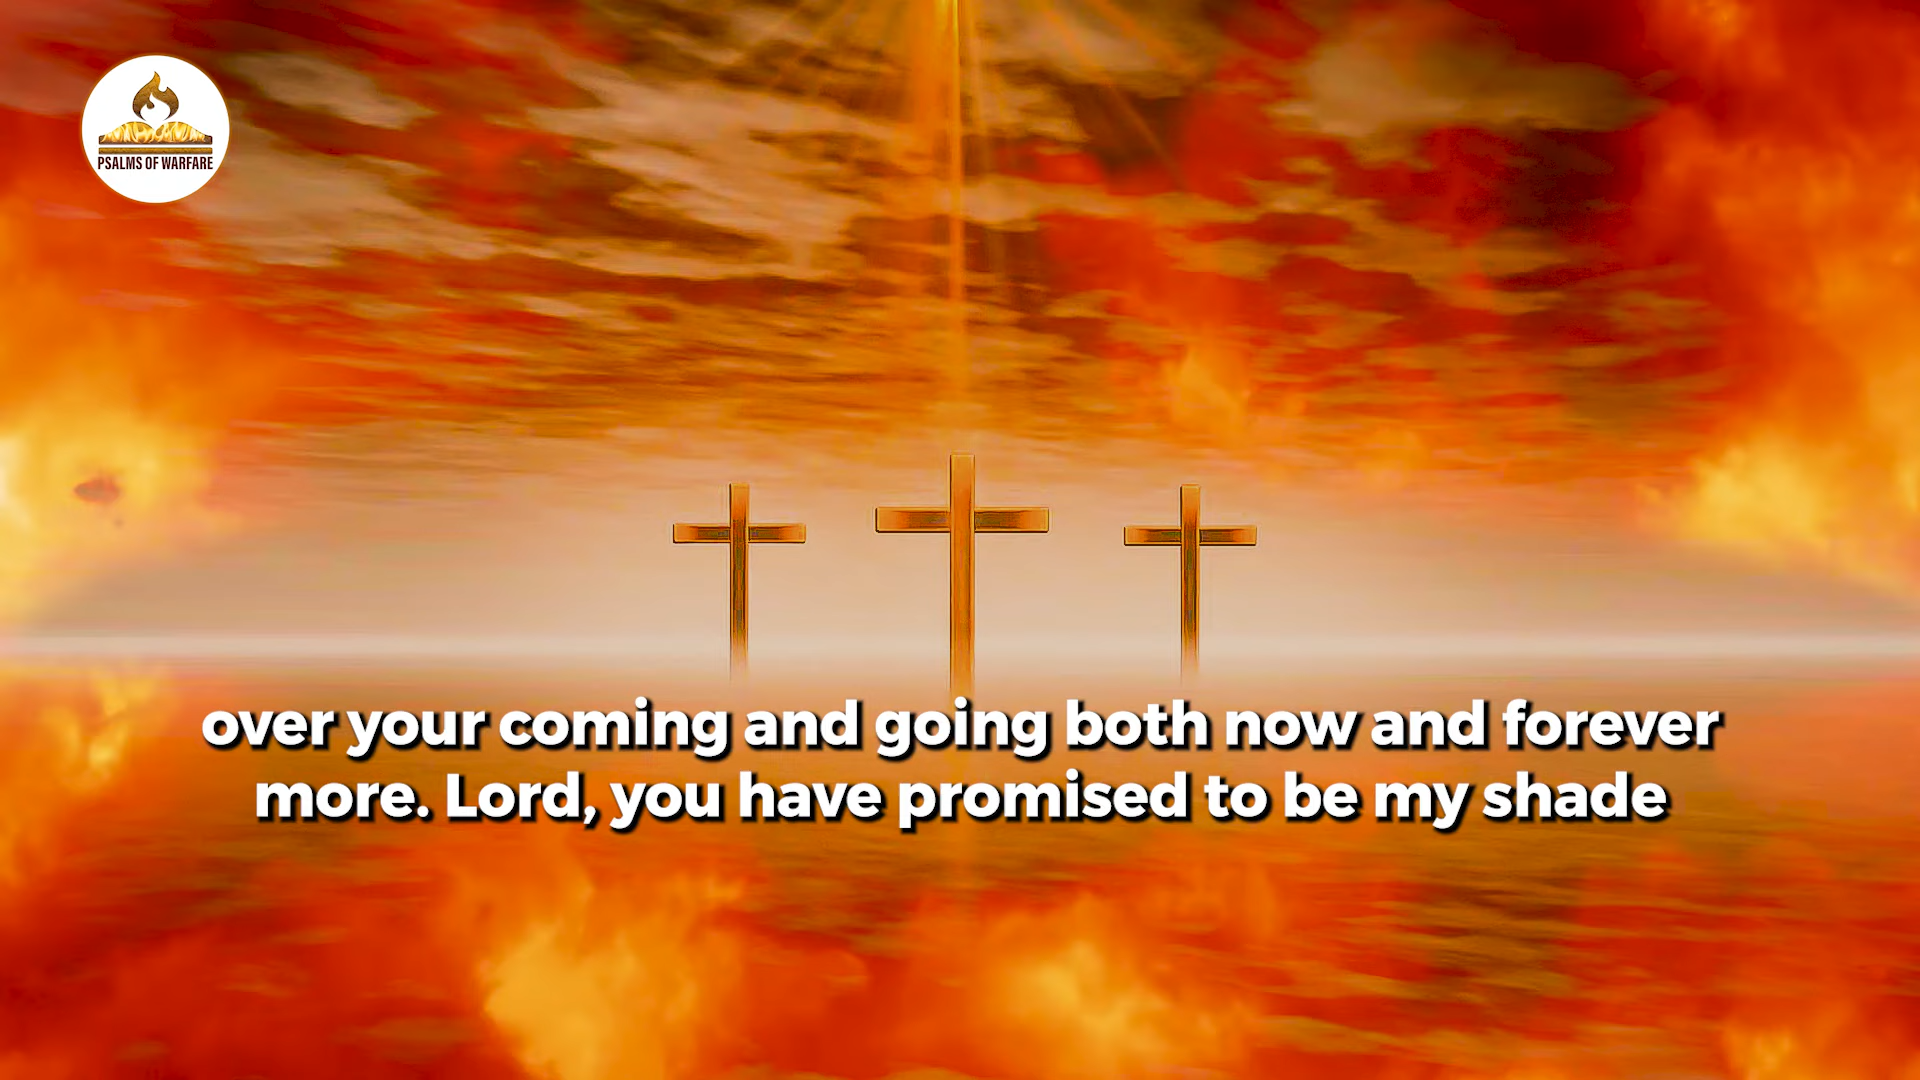 PSALMS OF WARFARE
over your coming and going both now and forever
more. Lord, you have promised to be my shade